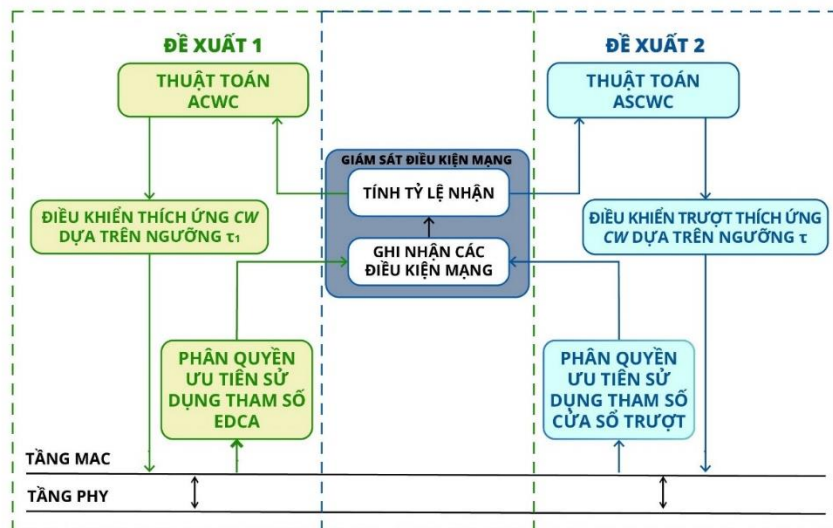 ĐỀ XUẤT 1
THUẬT TOÁN
ACWC
ĐIỀU KHIỂN THÍCH ỨNG CW
DỰA TRÊN NGƯỠNG τ₁
PHÂN QUYỀN
ƯU TIÊN SỬ
DỤNG THAM SỐ
EDCA
GIÁM SÁT ĐIỀU KIỆN MẠNG
TÍNH TỶ LỆ NHẬN
GHI NHẬN CÁC
ĐIỀU KIỆN MẠNG
ĐỀ XUẤT 2
THUẬT TOÁN
ASCWC
ĐIỀU KHIỂN TRƯỢT THÍCH ỨNG
CW DỰA TRÊN NGƯỠNG τ
PHÂN QUYỀN
ƯU TIÊN SỬ
DỤNG THAM SỐ
CỬA SỔ TRƯỢT
TẦNG MAC
TẦNG PHY